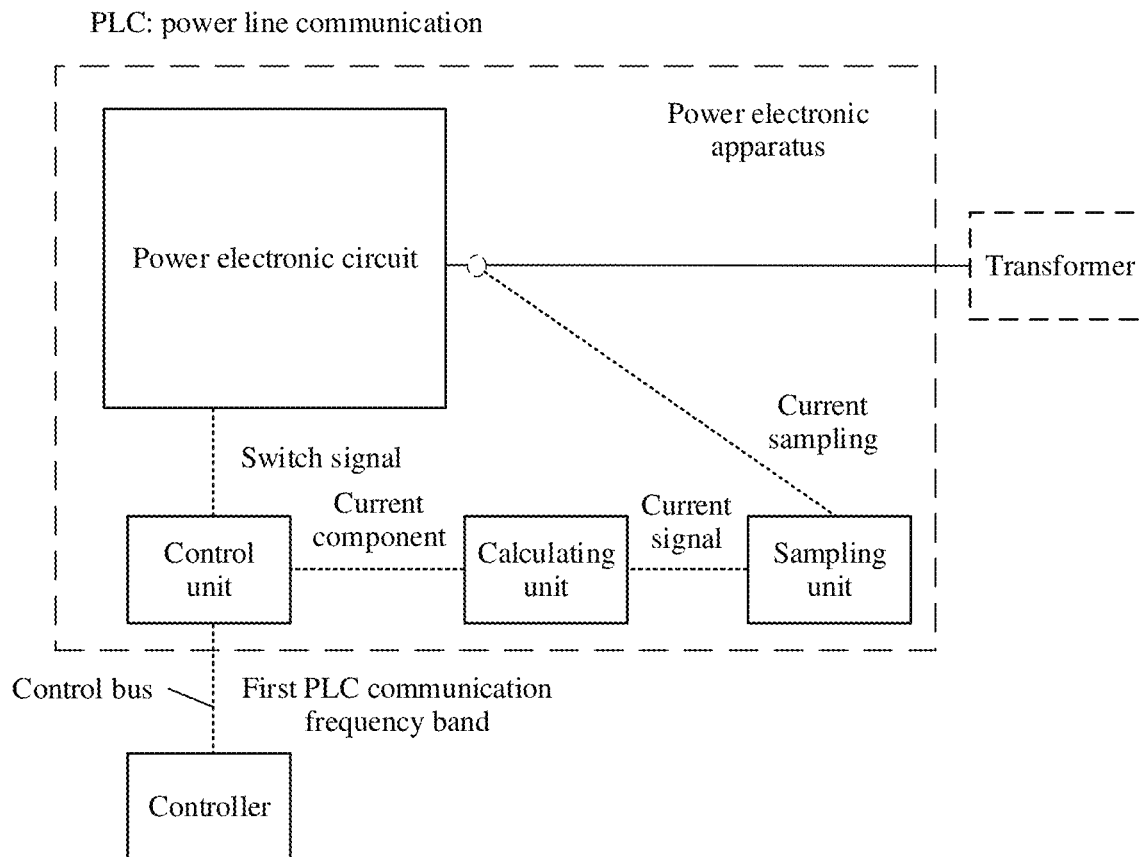 PLC: power line communication
Power electronic
apparatus
Power electronic circuit
Transformer
Current
sampling
Switch signal
Current
component
Current
signal
Control
unit
Calculating
unit
Sampling
unit
Control bus
First PLC communication
frequency band
Controller